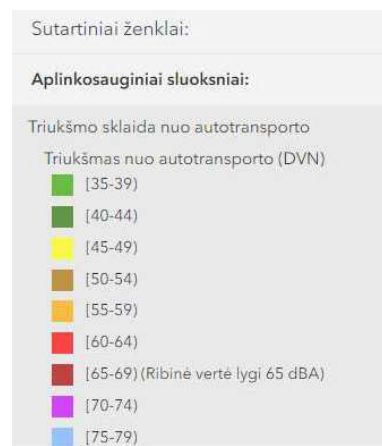 Sutartiniai ženklai:
Aplinkosauginiai sluoksniai:
Triukšmo sklaida nuo autotransporto
Triukšmas nuo autotransporto (DVN)
[35-39)
[40-44)
[45-49)
[50-54)
[55-59)
[60-64)
[65-69) (Ribinė vertė lygi 65 dBA)
[70-74)
[75-79)